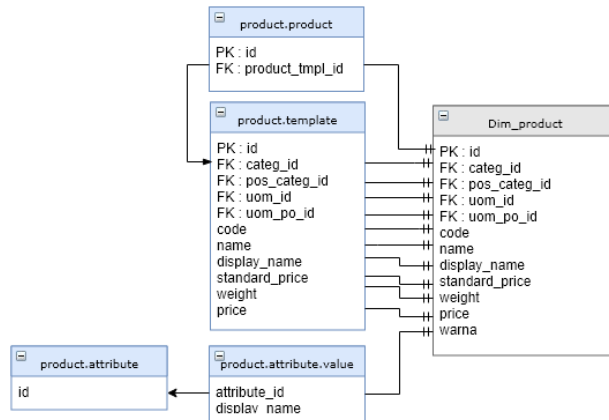 product.product
PK : id
FK : product_tmpl_id
product.template
PK : id
FK : categ_id
FK : pos_categ_id
FK : uom_id
FK : uom_po_id
code
name
display_name
standard_price
weight
price
Dim_product
PK : id
FK : categ_id
FK : pos_categ_id
FK : uom_id
FK : uom_po_id
code
name
display_name
standard_price
weight
price
warna
product.attribute
id
product.attribute.value
attribute_id
display_name